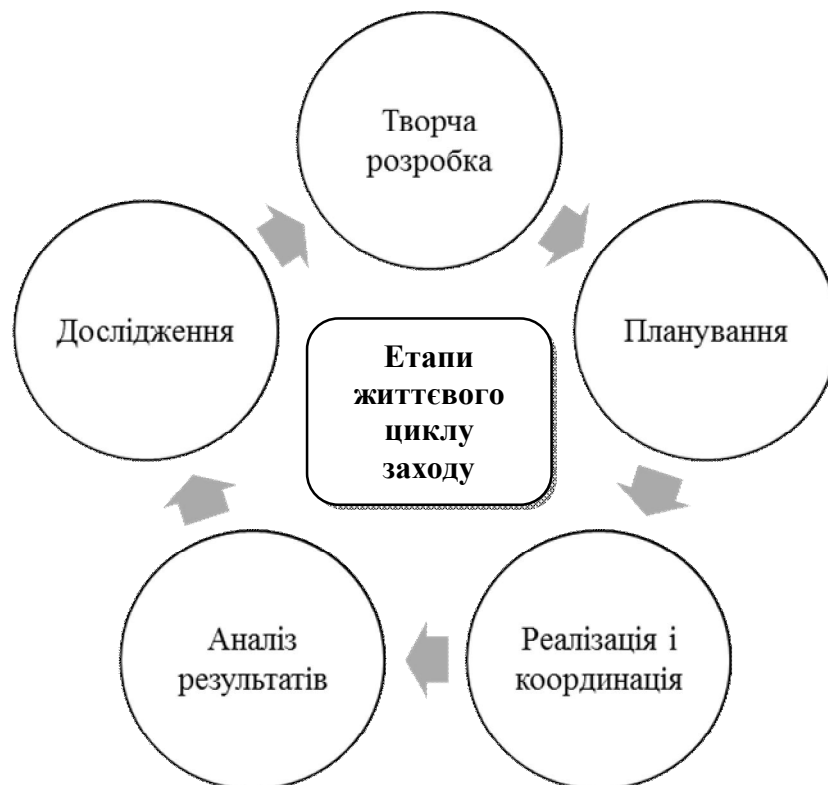 Творча
розробка
Дослідження
Планування
Етапи
життєвого
циклу
заходу
Аналіз
результатів
Реалізація і
координація